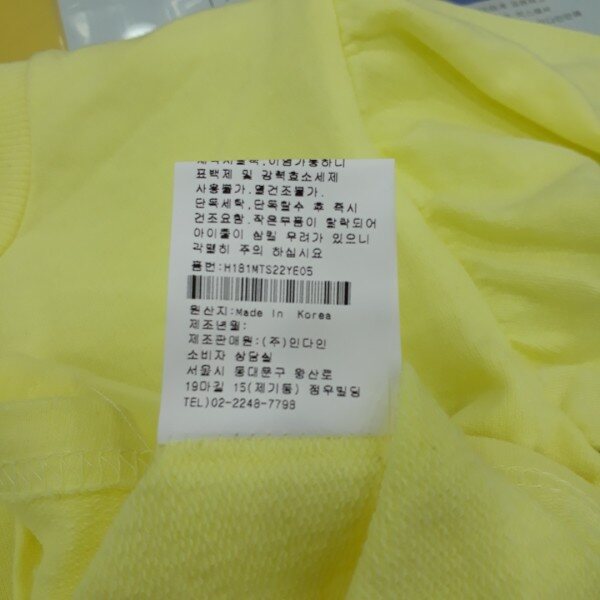 표백제 및 강력효소세제
사용불가.열건조불가.
단독세탁,단독탈수 후 즉시
건조요함.작은부품이 탈락되어
아이들이 삼킬 우려가 있으니
각별히 주의 하십시요
품번:H181MTS22YE05
원산지:Made In Korea
제조년월:
제조판매원:(주)인다인
소비자 상담실
서울시 동대문구 왕산로
19마길 15(제기동) 정우빌딩
TEL)02-2248-7798